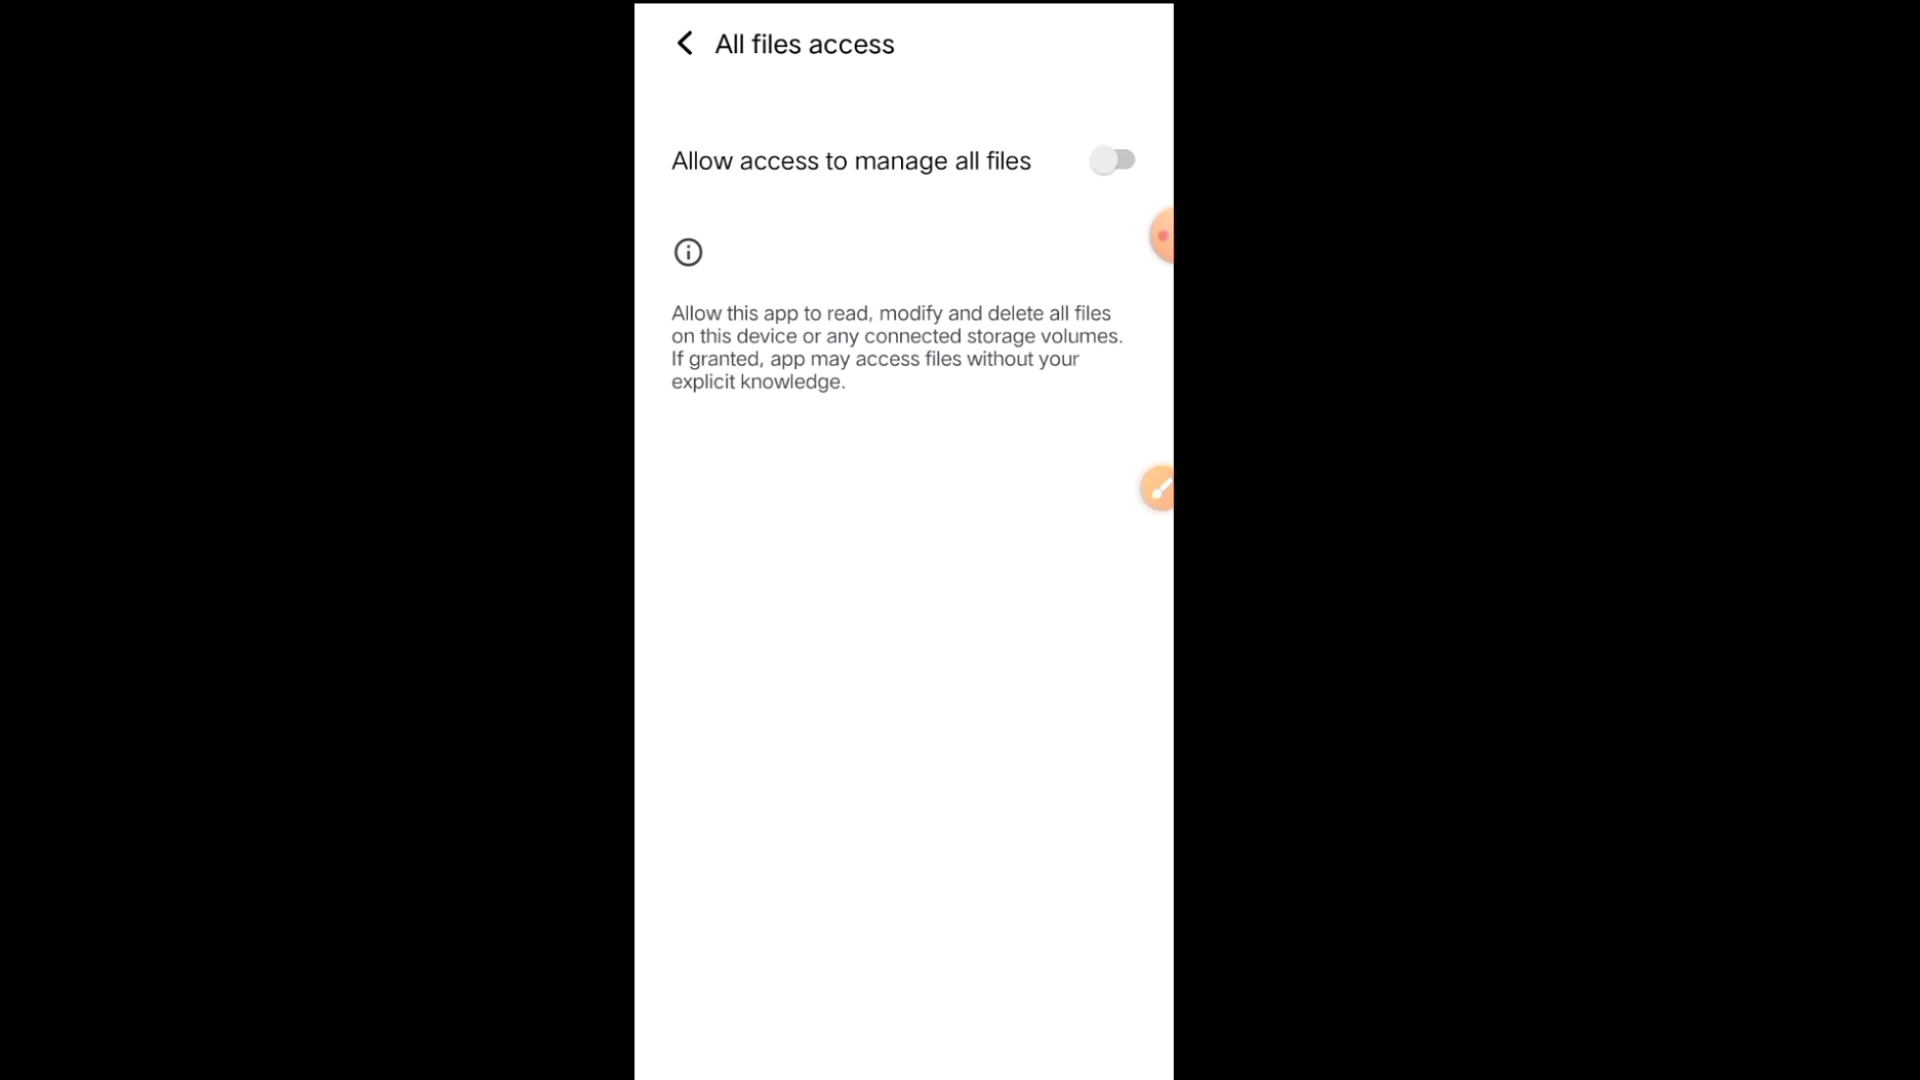 All files access
Allow access to manage all files
Allow this app to read, modify and delete all files
on this device or any connected storage volumes.
If granted, app may access files without your
explicit knowledge.